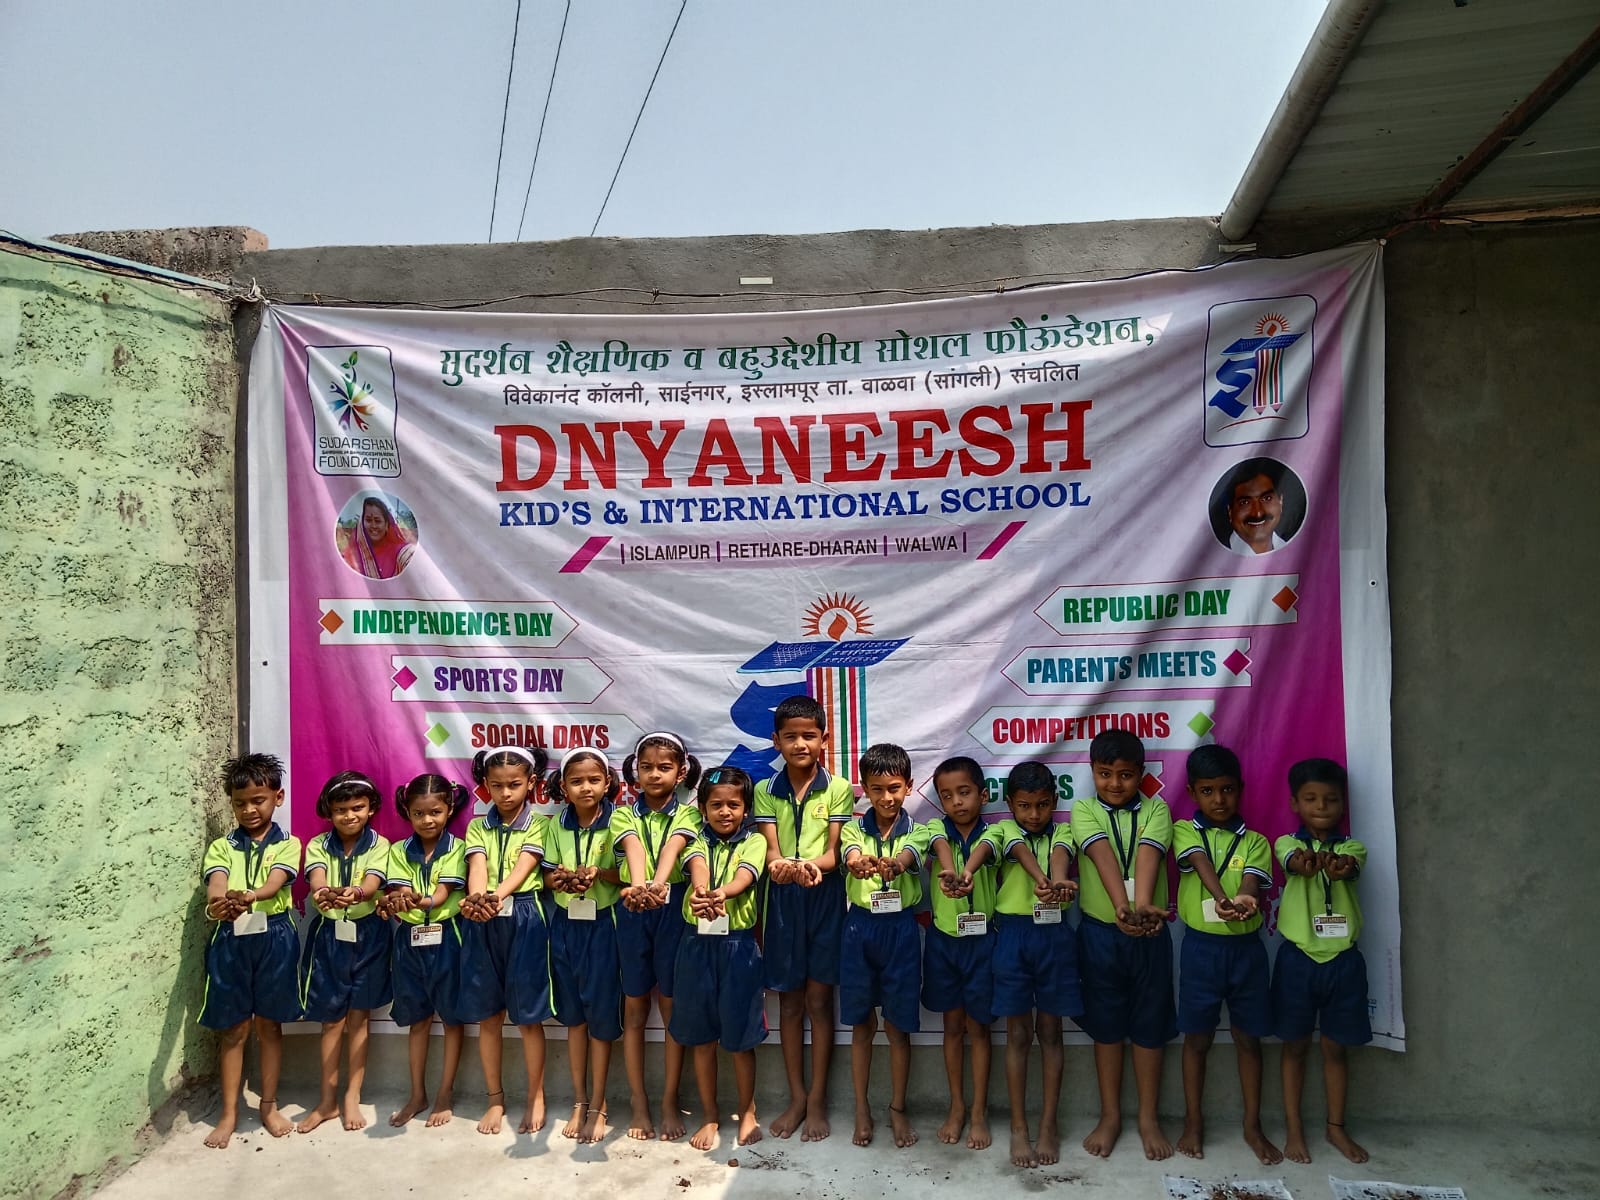 सुदर्शन शैक्षणिक व बहुउद्देशीय सोशल फौऊंडेशन,
विवेकानंद कॉलनी, साईनगर, इस्लामपूर ता. वाळवा (सांगली) संचलित
DNYANEESH
KID'S & INTERNATIONAL SCHOOL
| ISLAMPUR | RETHARE-DHARAN | WALWA |
SUDARSHAN
FOUNDATION
INDEPENDENCE DAY
REPUBLIC DAY
SPORTS DAY
PARENTS MEETS
SOCIAL DAYS
COMPETITIONS